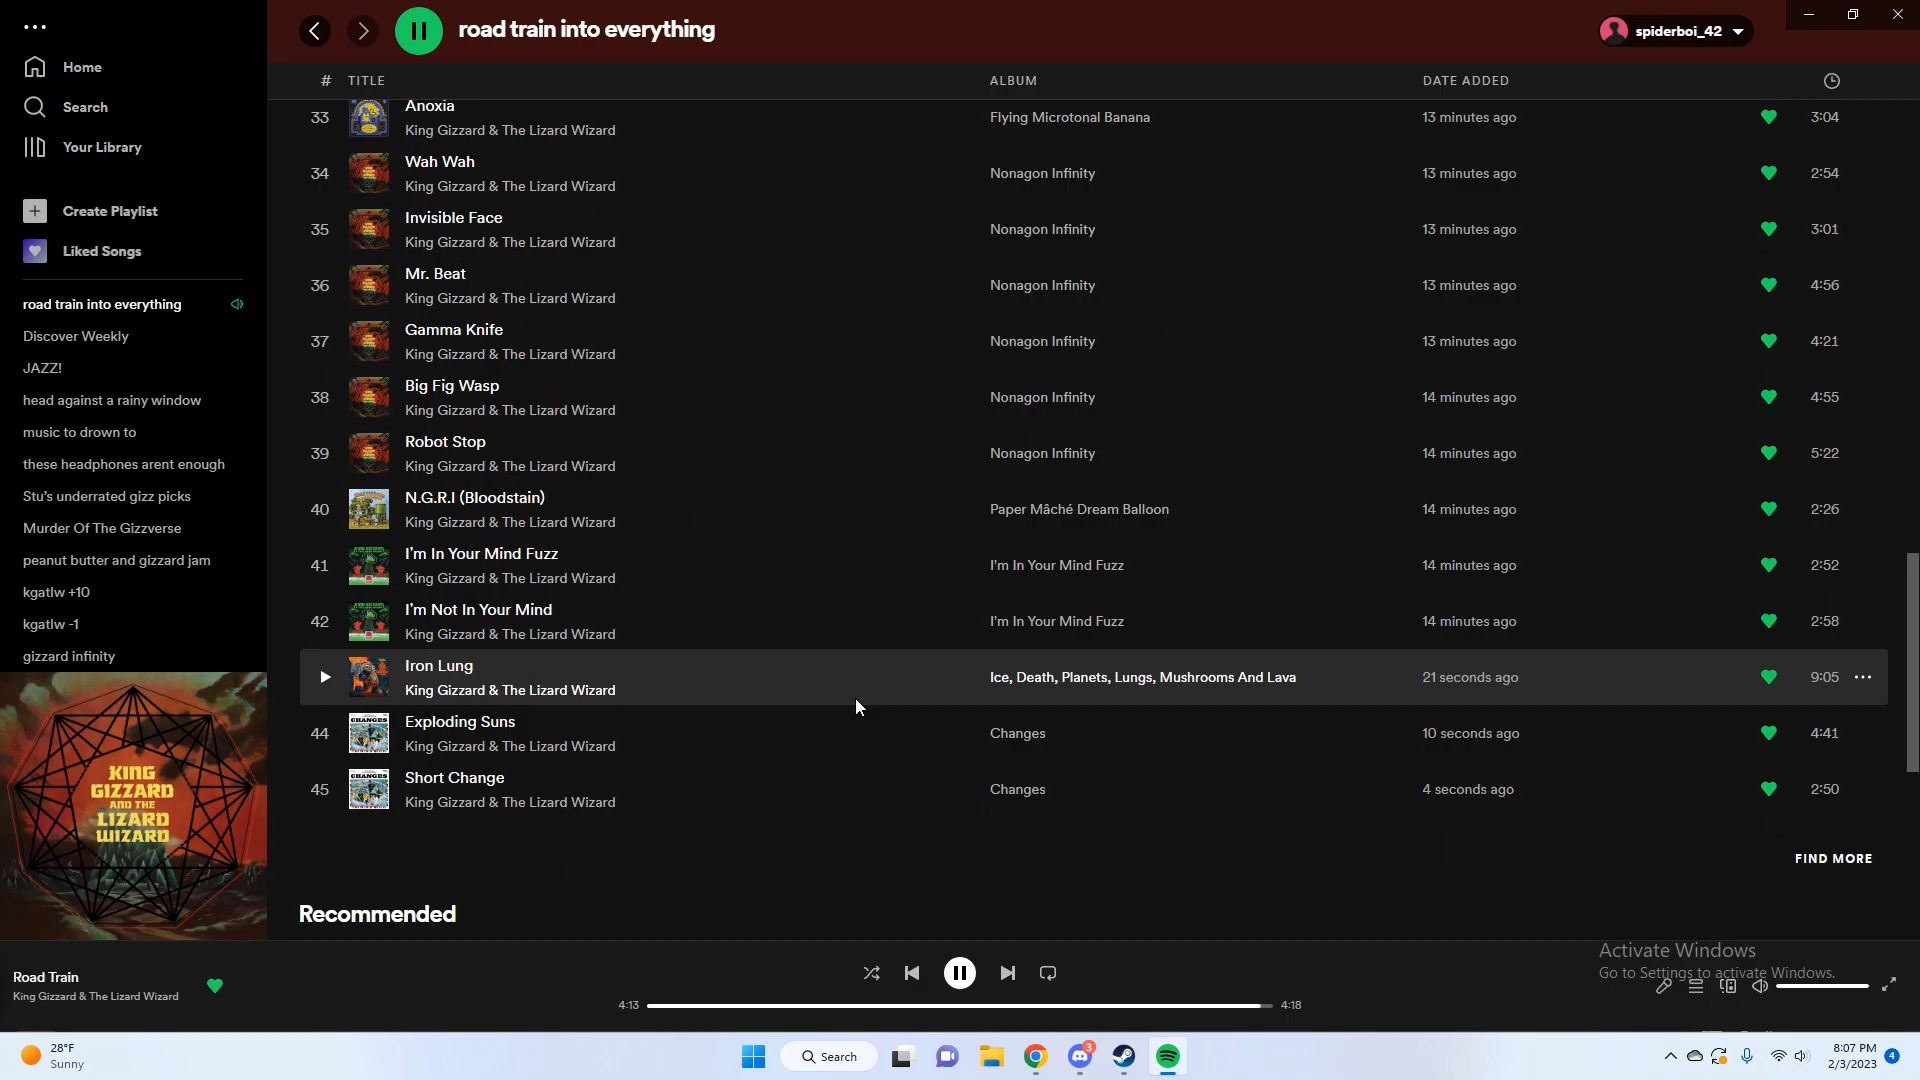 road train into everything
spiderboi_42
Home
Search
Your Library
Create Playlist
Liked Songs
road train into everything
Discover Weekly
JAZZ!
head against a rainy window
music to drown to
these headphones arent enough
Stu's underrated gizz picks
Murder Of The Gizzverse
peanut butter and gizzard jam
kgatlw +10
kgatlw -1
gizzard infinity
KING
GIZZARD
AND THE
LIZARD
WIZARD
# TITLE ALBUM DATE ADDED
33 Anoxia Flying Microtonal Banana 13 minutes ago 3:04
King Gizzard & The Lizard Wizard
34 Wah Wah Nonagon Infinity 13 minutes ago 2:54
King Gizzard & The Lizard Wizard
35 Invisible Face Nonagon Infinity 13 minutes ago 3:01
King Gizzard & The Lizard Wizard
36 Mr. Beat Nonagon Infinity 13 minutes ago 4:56
King Gizzard & The Lizard Wizard
37 Gamma Knife Nonagon Infinity 13 minutes ago 4:21
King Gizzard & The Lizard Wizard
38 Big Fig Wasp Nonagon Infinity 14 minutes ago 4:55
King Gizzard & The Lizard Wizard
39 Robot Stop Nonagon Infinity 14 minutes ago 5:22
King Gizzard & The Lizard Wizard
40 N.G.R.I (Bloodstain) Paper Mâché Dream Balloon 14 minutes ago 2:26
King Gizzard & The Lizard Wizard
41 I'm In Your Mind Fuzz I'm In Your Mind Fuzz 14 minutes ago 2:52
King Gizzard & The Lizard Wizard
42 I'm Not In Your Mind I'm In Your Mind Fuzz 14 minutes ago 2:58
King Gizzard & The Lizard Wizard
Iron Lung Ice, Death, Planets, Lungs, Mushrooms And Lava 21 seconds ago 9:05
King Gizzard & The Lizard Wizard
44 Exploding Suns Changes 10 seconds ago 4:41
King Gizzard & The Lizard Wizard
45 Short Change Changes 4 seconds ago 2:50
King Gizzard & The Lizard Wizard
FIND MORE
Recommended
Activate Windows
Go to Settings to activate Windows.
Road Train
King Gizzard & The Lizard Wizard
4:13 4:18
28°F
Sunny
Search
3
8:07 PM
2/3/2023
4